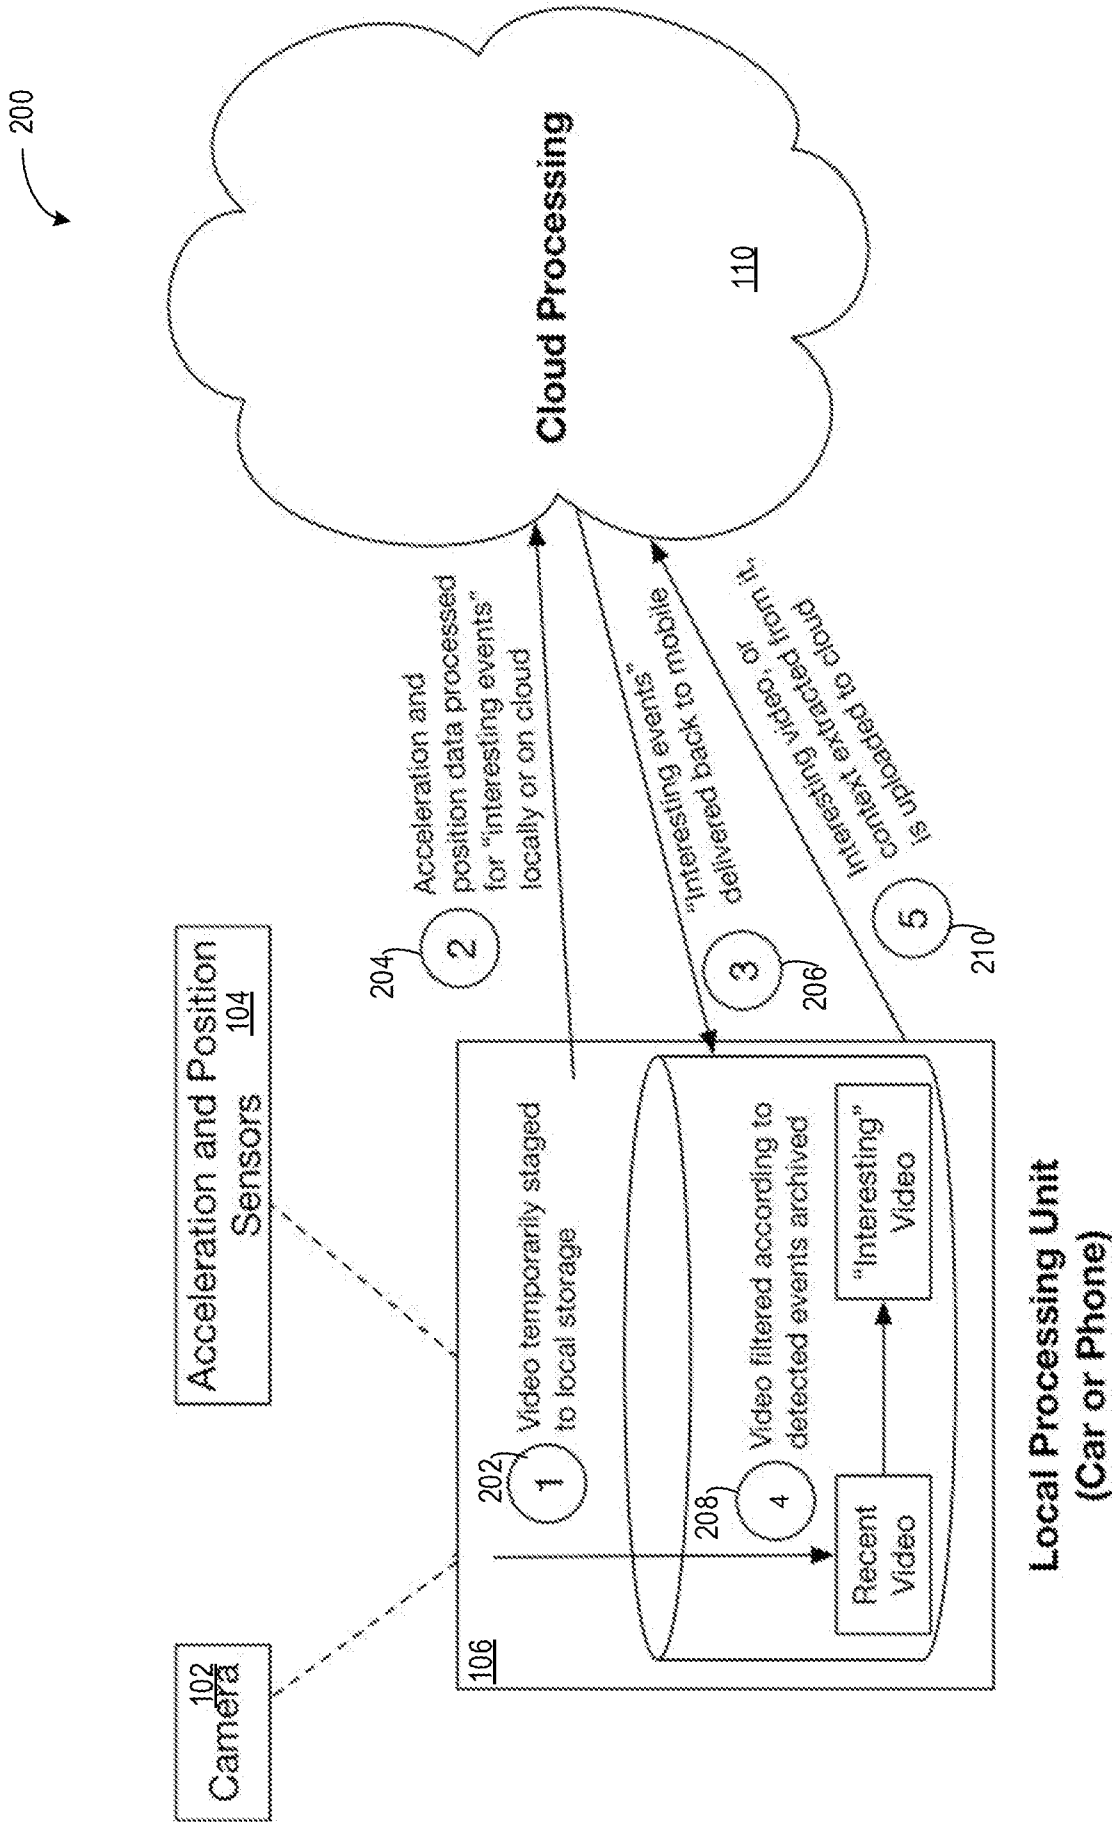 200
102
Camera
Acceleration and Position
104
Sensors
106
202
1
Video temporarily staged
to local storage
204
2
Acceleration and
position data processed
for "interesting events"
locally or on cloud
Cloud Processing
110
"Interesting events"
delivered back to mobile
3
206
208
4
Video filtered according to
detected events archived
Recent
Video
"Interesting"
Video
Interesting video, or
context extracted from it,
is uploaded to cloud
5
210
Local Processing Unit
(Car or Phone)